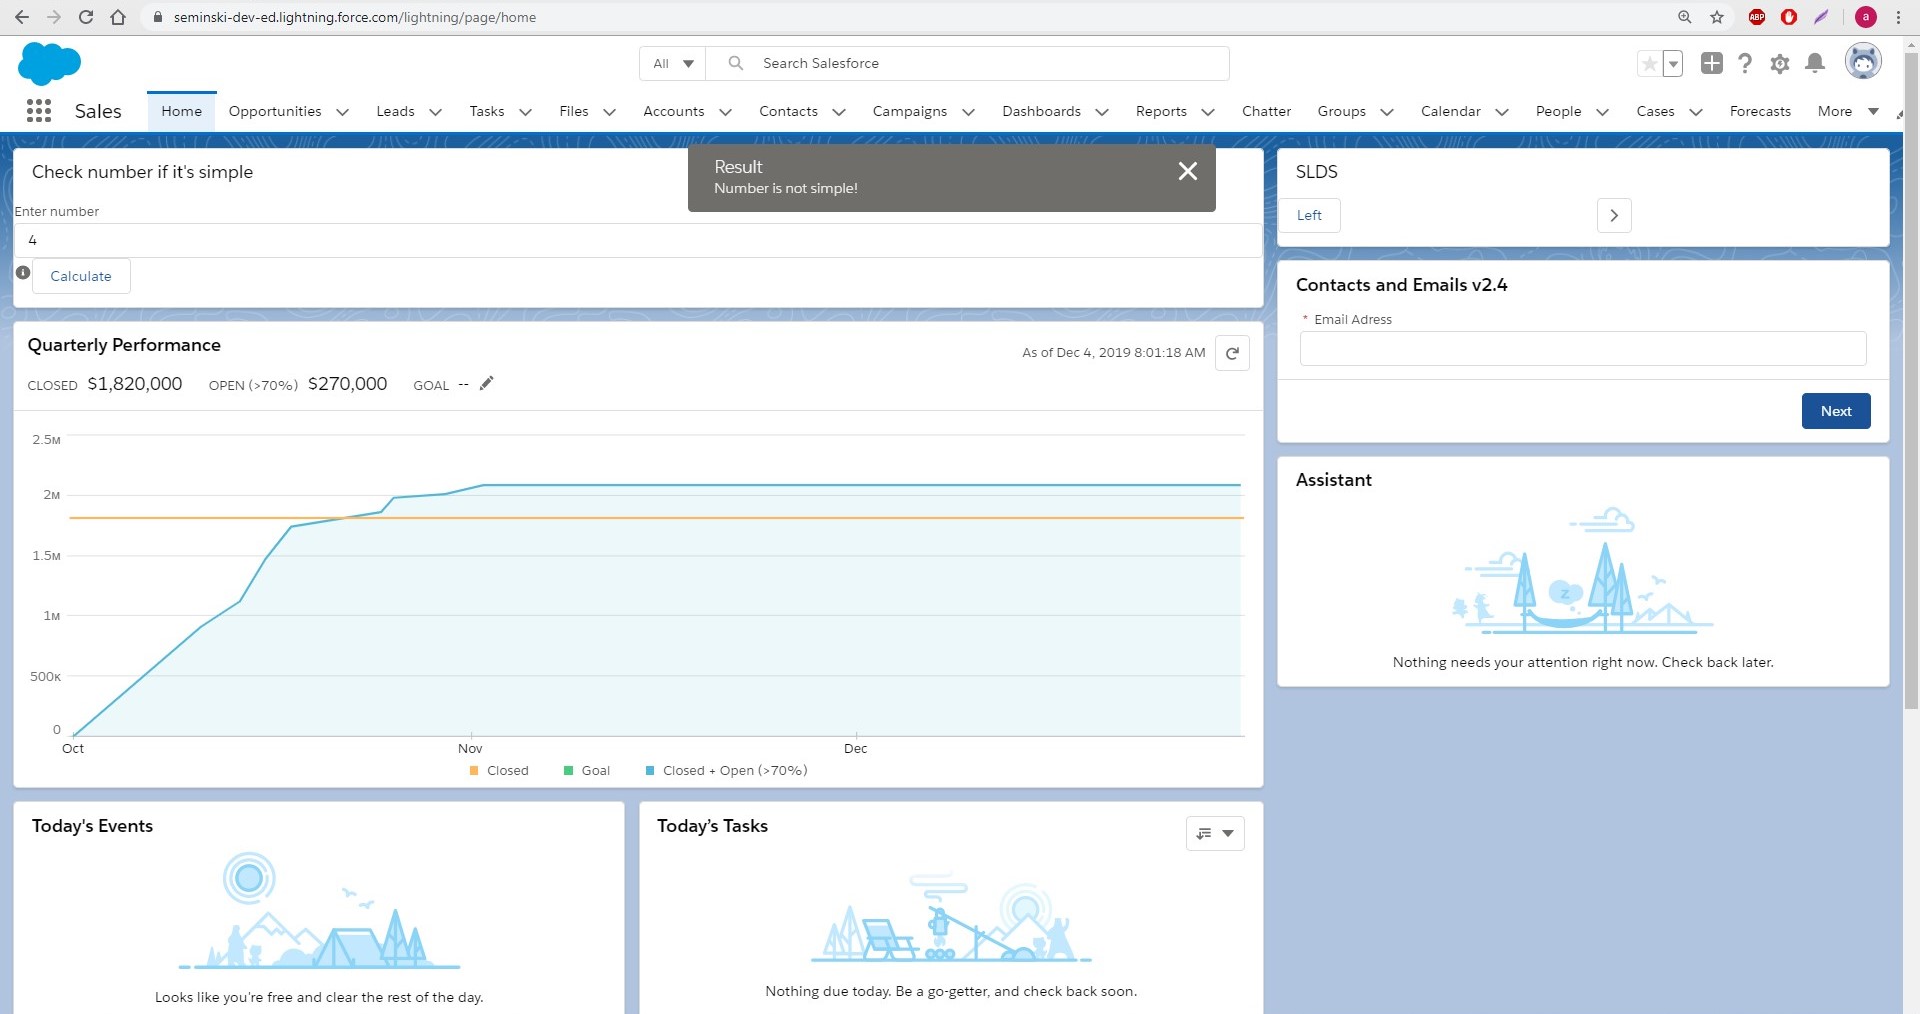 seminski-dev-ed.lightning.force.com/lightning/page/home
ABP
a
All
Search Salesforce
Sales
Home
Opportunities
Leads
Tasks
Files
Accounts
Contacts
Campaigns
Dashboards
Reports
Chatter
Groups
Calendar
People
Cases
Forecasts
More
Check number if it's simple
Result
Number is not simple!
Enter number
4
Calculate
SLDS
Left
Contacts and Emails v2.4
* Email Adress
Next
Quarterly Performance
As of Dec 4, 2019 8:01:18 AM
CLOSED $1,820,000 OPEN (>70%) $270,000 GOAL --
2.5M
2M
1.5M
1M
500K
0
Oct
Nov
Dec
Closed
Goal
Closed + Open (>70%)
Assistant
z
Nothing needs your attention right now. Check back later.
Today's Events
Looks like you're free and clear the rest of the day.
Today’s Tasks
Nothing due today. Be a go-getter, and check back soon.